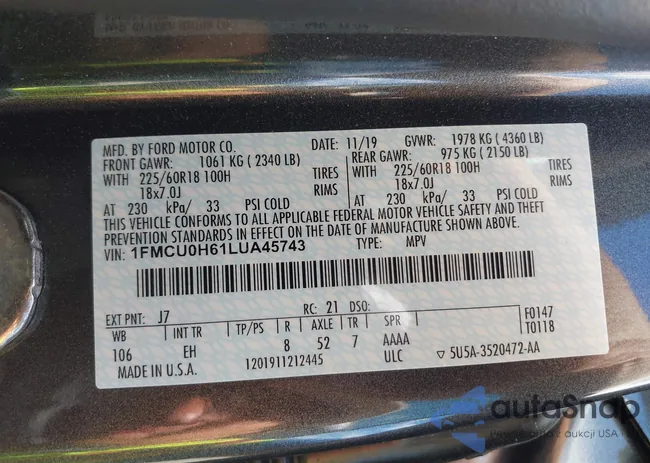 MFD. BY FORD MOTOR CO.
DATE: 11/19
GVWR: 1978 KG ( 4360 LB)
FRONT GAWR: 1061 KG ( 2340 LB)
REAR GAWR: 975 KG ( 2150 LB)
WITH 225/60R18 100H TIRES
WITH 225/60R18 100H TIRES
18x7.0J RIMS
18x7.0J RIMS
AT 230 kPa/ 33 PSI COLD
AT 230 kPa/ 33 PSI COLD
THIS VEHICLE CONFORMS TO ALL APPLICABLE FEDERAL MOTOR VEHICLE SAFETY AND THEFT
PREVENTION STANDARDS IN EFFECT ON THE DATE OF MANUFACTURE SHOWN ABOVE.
VIN: 1FMCU0H61LUA45743
TYPE: MPV
EXT PNT: J7 RC: 21 DSO:
WB INT TR TP/PS R AXLE TR SPR
106 EH 8 52 7 AAAA
F0147
T0118
MADE IN U.S.A. 1201911212445 ULC
▽ 5U5A-3520472-AA
autoSnap
z aukcji USA i